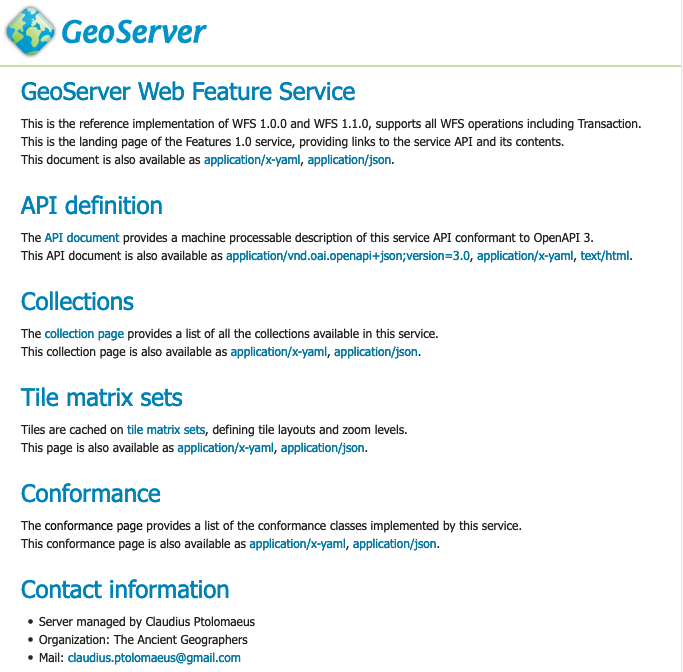 GeoServer
GeoServer Web Feature Service
This is the reference implementation of WFS 1.0.0 and WFS 1.1.0, supports all WFS operations including Transaction.
This is the landing page of the Features 1.0 service, providing links to the service API and its contents.
This document is also available as application/x-yaml, application/json.
API definition
The API document provides a machine processable description of this service API conformant to OpenAPI 3.
This API document is also available as application/vnd.oai.openapi+json;version=3.0, application/x-yaml, text/html.
Collections
The collection page provides a list of all the collections available in this service.
This collection page is also available as application/x-yaml, application/json.
Tile matrix sets
Tiles are cached on tile matrix sets, defining tile layouts and zoom levels.
This page is also available as application/x-yaml, application/json.
Conformance
The conformance page provides a list of the conformance classes implemented by this service.
This conformance page is also available as application/x-yaml, application/json.
Contact information
• Server managed by Claudius Ptolomaeus
• Organization: The Ancient Geographers
• Mail: claudius.ptolomaeus@gmail.com